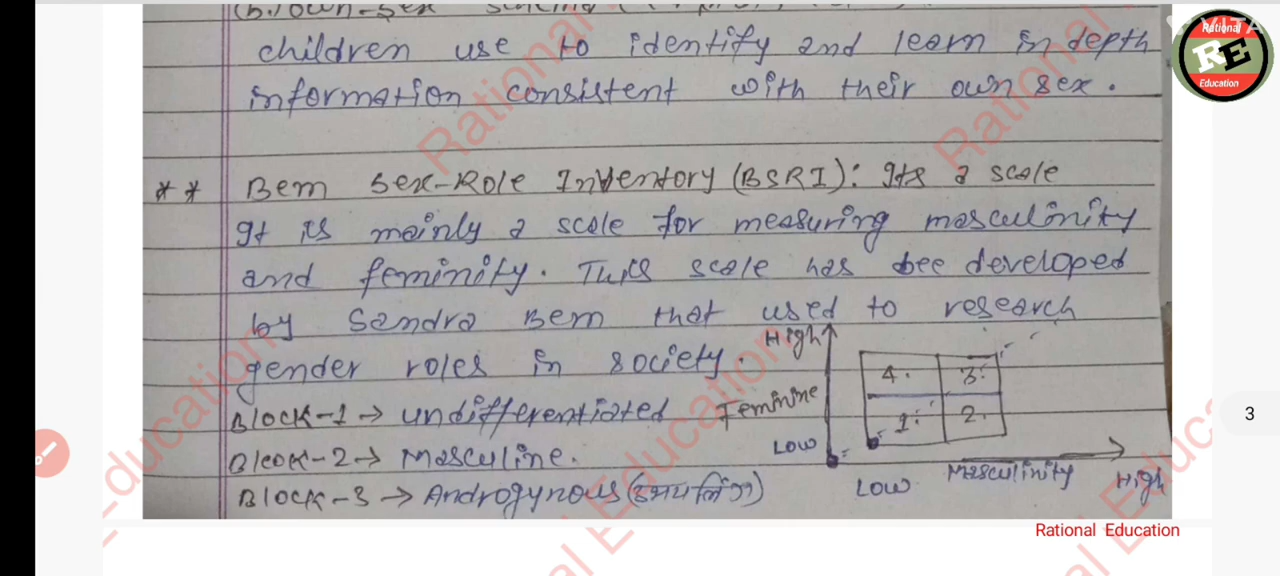 children use to identify and learn in depth
information consistent with their own sex.
** Bem Sex-Role Inventory (BSRI): Its a scale
It is mainly a scale for measuring masculinity
and feminity. This scale has bee developed
by Sandra Bem that used to research
gender roles in society.
Block-1 → undifferentiated
Block-2 → Masculine.
Block-3 → Androgynous (उभयलिंग)
High
Feminine
Low
4. 3.
1. 2.
Low Masculinity High
Rational
RE
Education
3
Rational Education